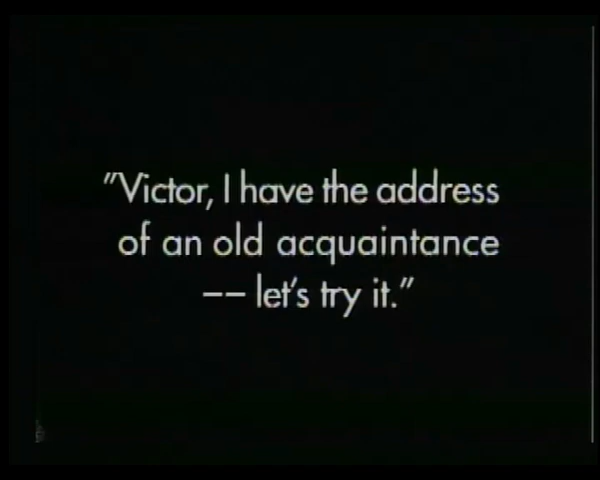 "Victor, I have the address
of an old acquaintance
-- let's try it."